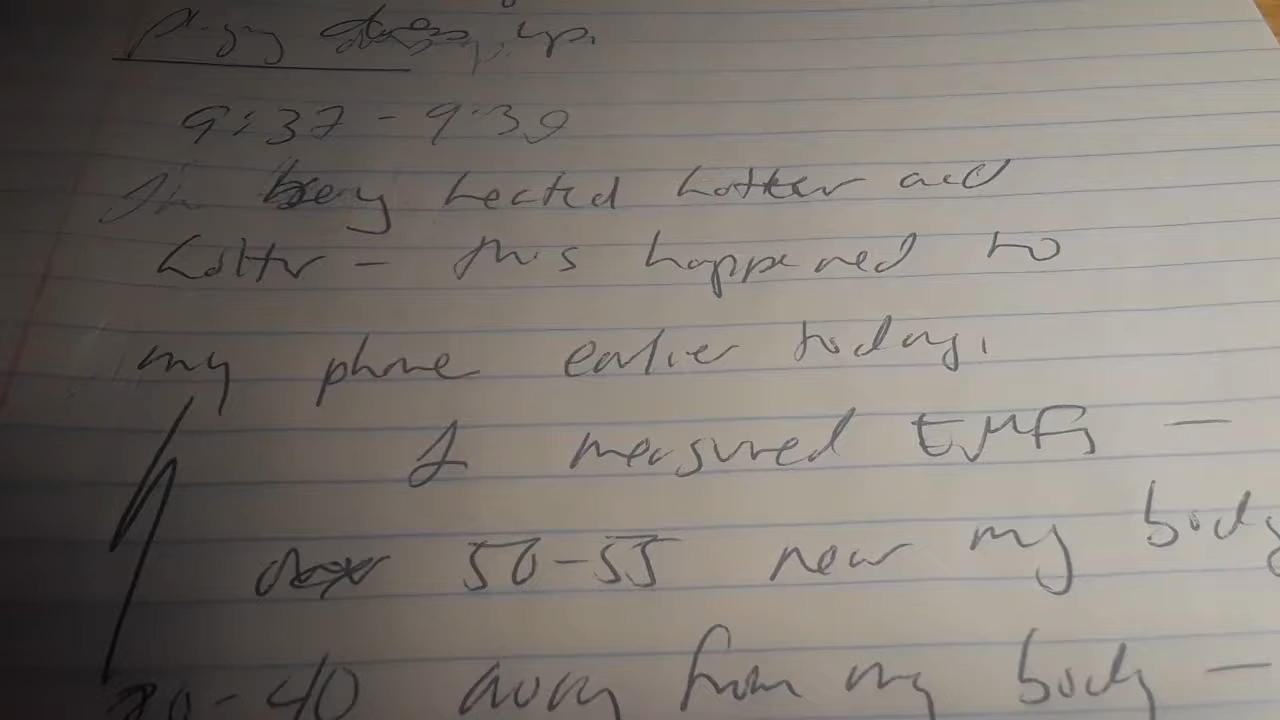 up.
9:37 - 9:39
heated hotter and
hotter - this happened to
my phone earlier today.
I measured EMFs -
50-55 near my body
30-40 away from my body -